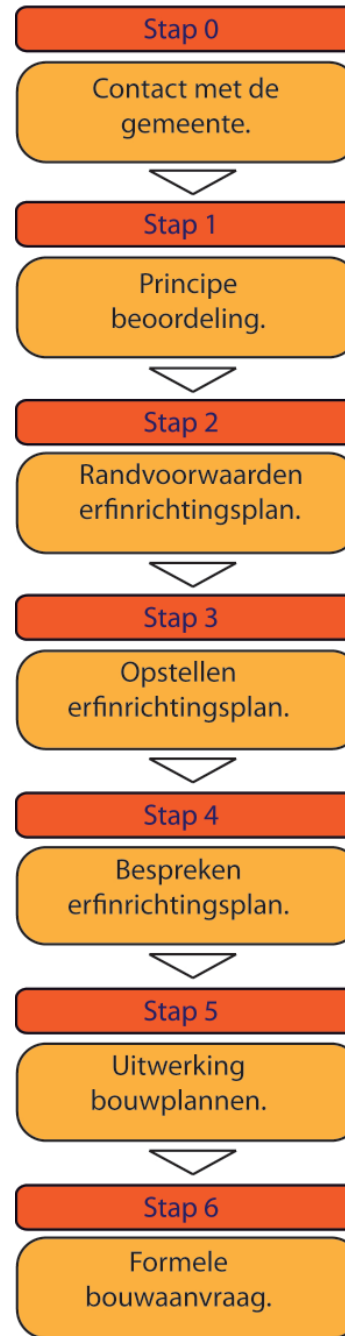 Stap 0
Contact met de
gemeente.
Stap 1
Principe
beoordeling.
Stap 2
Randvoorwaarden
erfinrichtingsplan.
Stap 3
Opstellen
erfinrichtingsplan.
Stap 4
Bespreken
erfinrichtingsplan.
Stap 5
Uitwerking
bouwplannen.
Stap 6
Formele
bouwaanvraag.